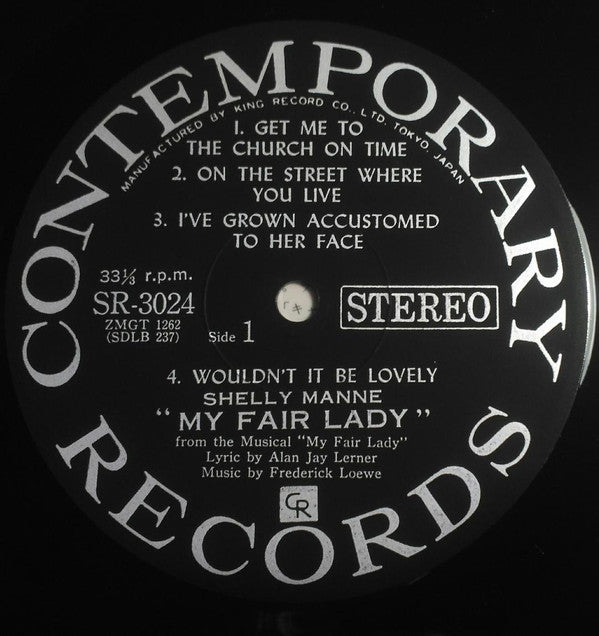 CONTEMPORARY
MANUFACTURED BY KING RECORD CO., LTD. TOKYO, JAPAN
1. GET ME TO
THE CHURCH ON TIME
2. ON THE STREET WHERE
YOU LIVE
3. I'VE GROWN ACCUSTOMED
TO HER FACE
33⅓ r.p.m.
SR-3024
ZMGT 1262
(SDLB 237)
Side 1
STEREO
4. WOULDN'T IT BE LOVELY
SHELLY MANNE
"MY FAIR LADY"
from the Musical "My Fair Lady"
Lyric by Alan Jay Lerner
Music by Frederick Loewe
CR
RECORDS